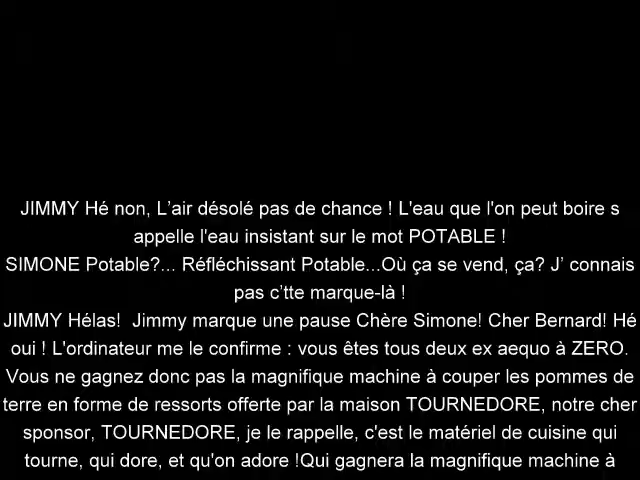 JIMMY Hé non, L’air désolé pas de chance ! L'eau que l'on peut boire s
appelle l'eau insistant sur le mot POTABLE !
SIMONE Potable?... Réfléchissant Potable...Où ça se vend, ça? J’ connais
pas c’tte marque-là !
JIMMY Hélas!  Jimmy marque une pause Chère Simone! Cher Bernard! Hé
oui ! L'ordinateur me le confirme : vous êtes tous deux ex aequo à ZERO.
Vous ne gagnez donc pas la magnifique machine à couper les pommes de
terre en forme de ressorts offerte par la maison TOURNEDORE, notre cher
sponsor, TOURNEDORE, je le rappelle, c'est le matériel de cuisine qui
tourne, qui dore, et qu'on adore !Qui gagnera la magnifique machine à